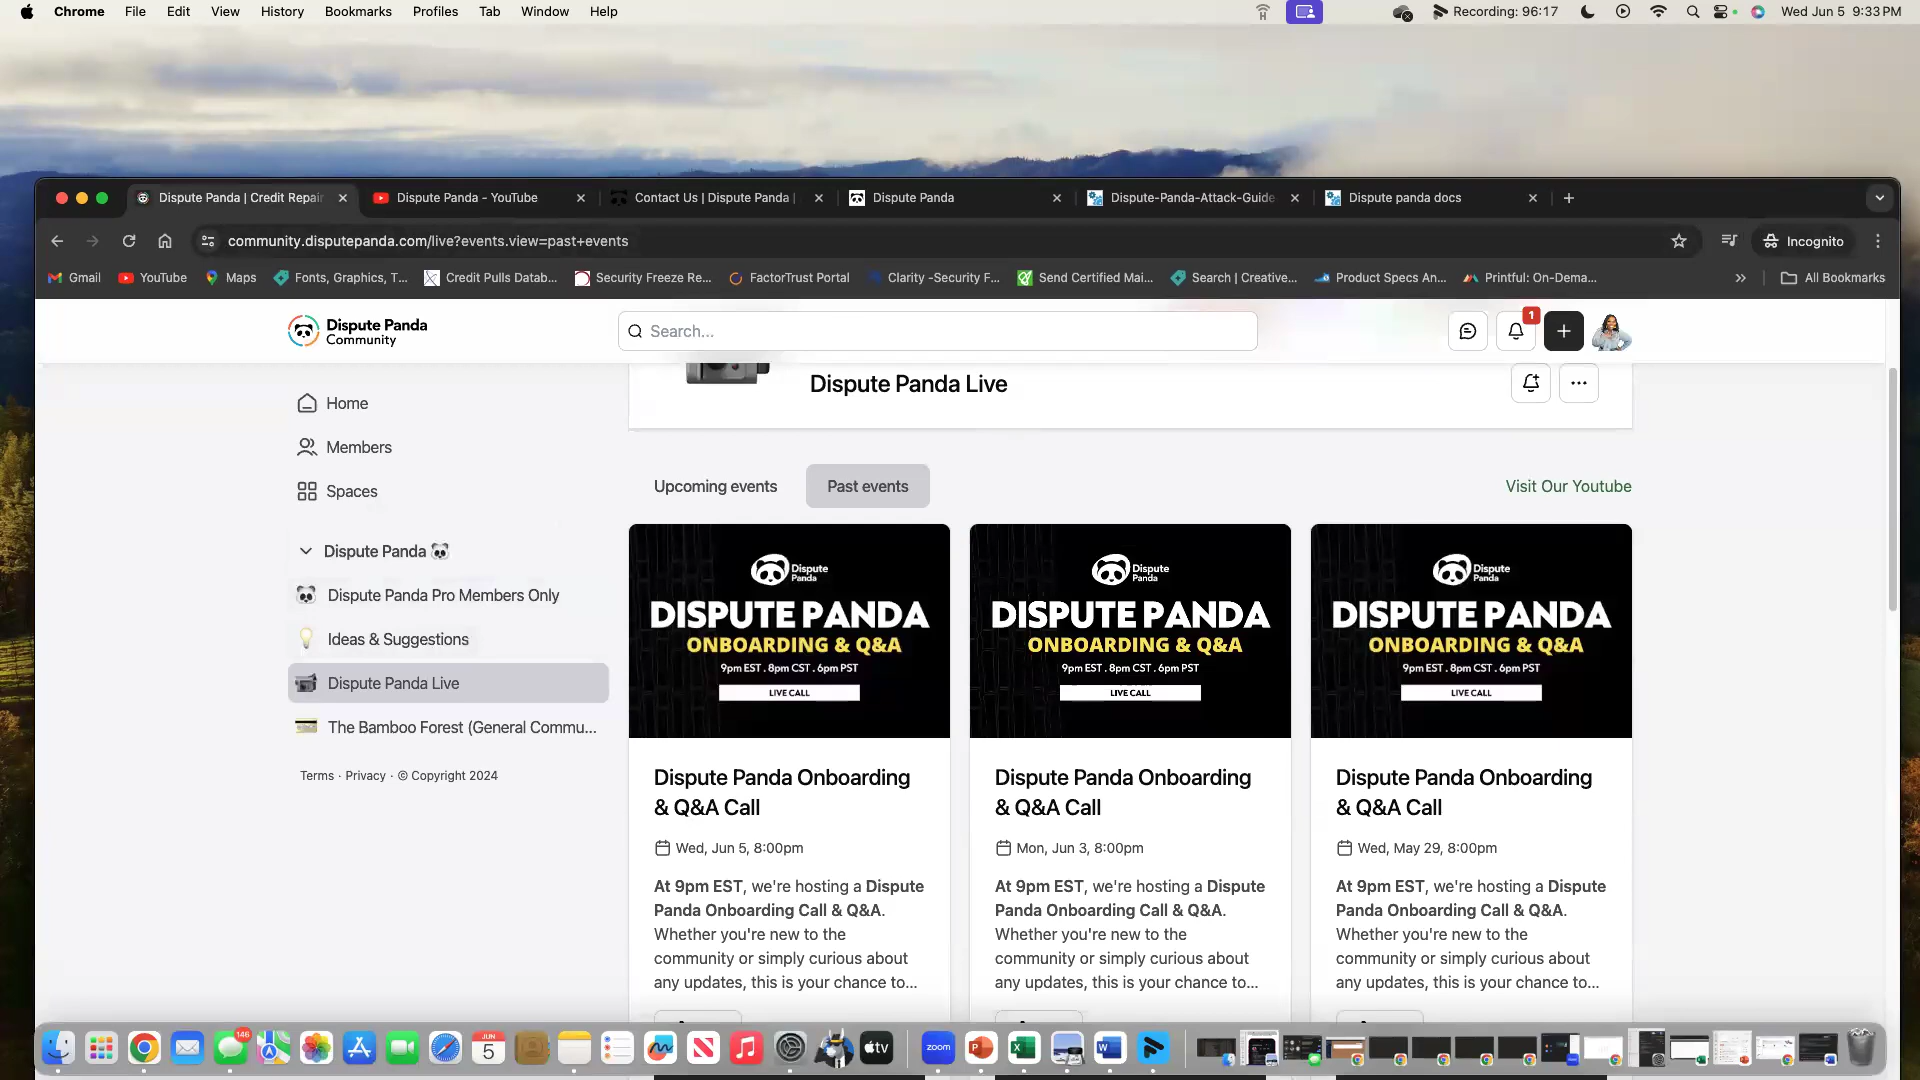 Chrome File Edit View History Bookmarks Profiles Tab Window Help Recording: 96:17 Wed Jun 5 9:33 PM
Dispute Panda | Credit Repair Dispute Panda - YouTube Contact Us | Dispute Panda | Dispute Panda Dispute-Panda-Attack-Guide Dispute panda docs
community.disputepanda.com/live?events.view=past+events Incognito
Gmail YouTube Maps Fonts, Graphics, T... Credit Pulls Datab... Security Freeze Re... FactorTrust Portal Clarity -Security F... Send Certified Mai... Search | Creative... Product Specs An... Printful: On-Dema... » All Bookmarks
Dispute Panda
Community
Search...
1
Home
Members
Spaces
Dispute Panda 🐼
Dispute Panda Pro Members Only
Ideas & Suggestions
Dispute Panda Live
The Bamboo Forest (General Commu...
Terms · Privacy · © Copyright 2024
Dispute Panda Live
Upcoming events Past events Visit Our Youtube
Dispute
Panda
DISPUTE PANDA
ONBOARDING & Q&A
9pm EST . 8pm CST . 6pm PST
LIVE CALL
Dispute Panda Onboarding
& Q&A Call
Wed, Jun 5, 8:00pm
At 9pm EST, we're hosting a Dispute
Panda Onboarding Call & Q&A.
Whether you're new to the
community or simply curious about
any updates, this is your chance to...
Dispute
Panda
DISPUTE PANDA
ONBOARDING & Q&A
9pm EST . 8pm CST . 6pm PST
LIVE CALL
Dispute Panda Onboarding
& Q&A Call
Mon, Jun 3, 8:00pm
At 9pm EST, we're hosting a Dispute
Panda Onboarding Call & Q&A.
Whether you're new to the
community or simply curious about
any updates, this is your chance to...
Dispute
Panda
DISPUTE PANDA
ONBOARDING & Q&A
9pm EST . 8pm CST . 6pm PST
LIVE CALL
Dispute Panda Onboarding
& Q&A Call
Wed, May 29, 8:00pm
At 9pm EST, we're hosting a Dispute
Panda Onboarding Call & Q&A.
Whether you're new to the
community or simply curious about
any updates, this is your chance to...
146
JUN
5
tv
zoom
P
X
W